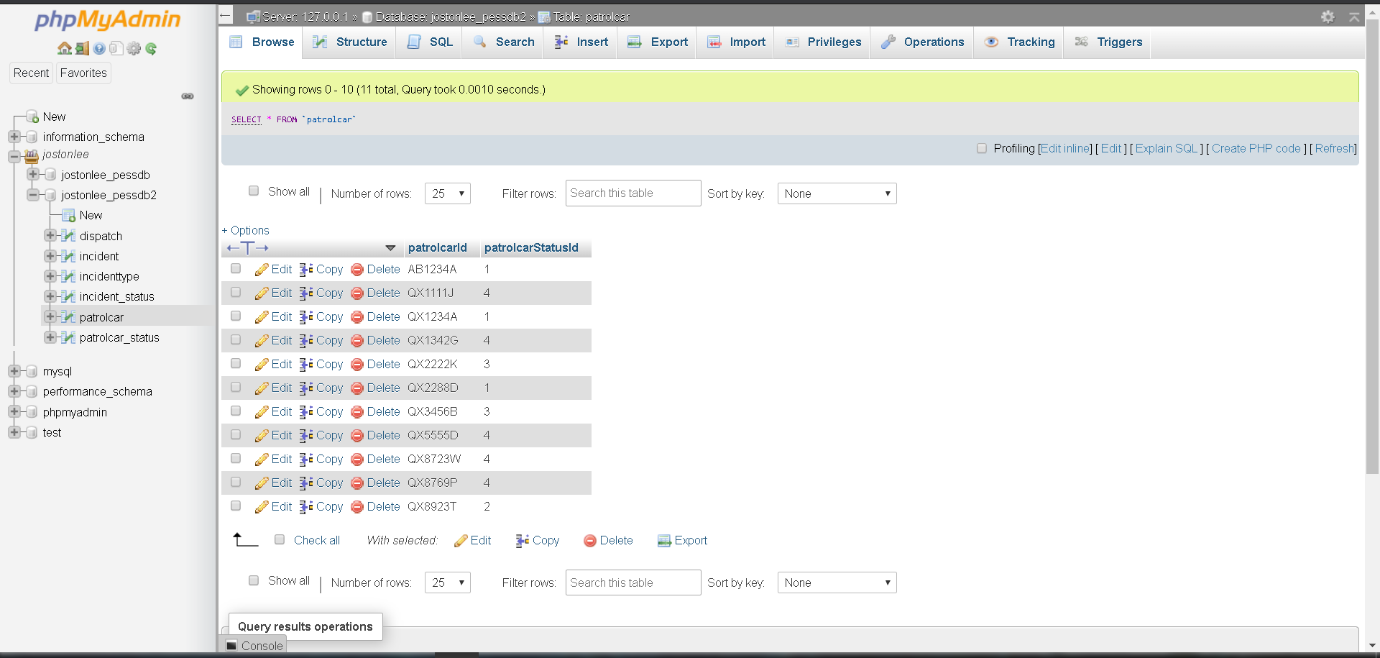 phpMyAdmin
Recent Favorites
New
information_schema
jostonlee
jostonlee_pessdb
jostonlee_pessdb2
New
dispatch
incident
incidenttype
incident_status
patrolcar
patrolcar_status
mysql
performance_schema
phpmyadmin
test
Server: 127.0.0.1 » Database: jostonlee_pessdb2 » Table: patrolcar
Browse Structure SQL Search Insert Export Import Privileges Operations Tracking Triggers
Showing rows 0 - 10 (11 total, Query took 0.0010 seconds.)
SELECT * FROM `patrolcar`
Profiling [Edit inline] [ Edit ] [ Explain SQL ] [ Create PHP code ] [ Refresh]
Show all | Number of rows: 25 Filter rows: Search this table Sort by key: None
+ Options
←T→ patrolcarId patrolcarStatusId
Edit Copy Delete AB1234A 1
Edit Copy Delete QX1111J 4
Edit Copy Delete QX1234A 1
Edit Copy Delete QX1342G 4
Edit Copy Delete QX2222K 3
Edit Copy Delete QX2288D 1
Edit Copy Delete QX3456B 3
Edit Copy Delete QX5555D 4
Edit Copy Delete QX8723W 4
Edit Copy Delete QX8769P 4
Edit Copy Delete QX8923T 2
Check all With selected: Edit Copy Delete Export
Show all | Number of rows: 25 Filter rows: Search this table Sort by key: None
Query results operations
Console